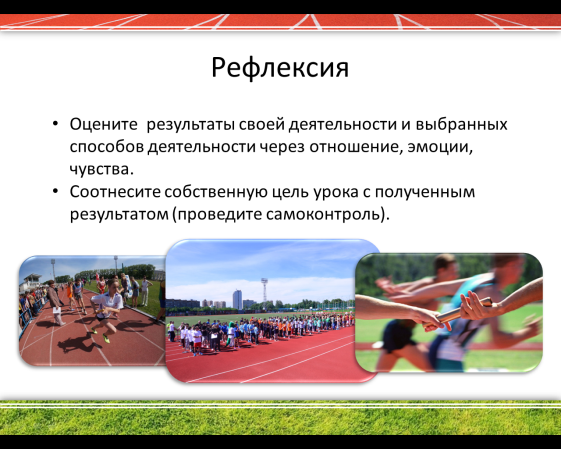 Рефлексия
• Оцените результаты своей деятельности и выбранных
способов деятельности через отношение, эмоции,
чувства.
• Соотнесите собственную цель урока с полученным
результатом (проведите самоконтроль).